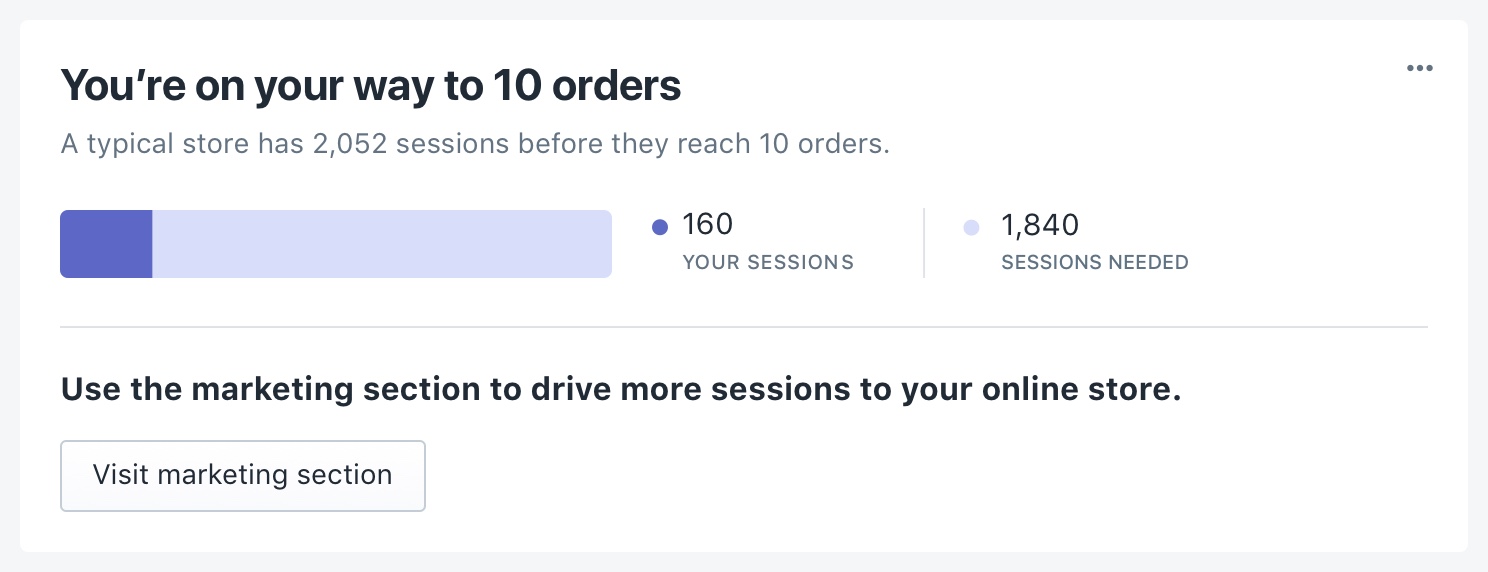 You’re on your way to 10 orders
A typical store has 2,052 sessions before they reach 10 orders.
160
YOUR SESSIONS
1,840
SESSIONS NEEDED
Use the marketing section to drive more sessions to your online store.
Visit marketing section